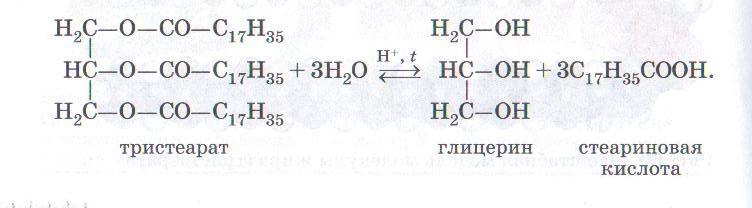 H₂C—O—CO—C₁₇H₃₅ H₂C—OH
HC—O—CO—C₁₇H₃₅ + 3H₂O ⇄ H⁺, t HC—OH + 3C₁₇H₃₅COOH.
H₂C—O—CO—C₁₇H₃₅ H₂C—OH
тристеарат глицерин стеариновая
кислота